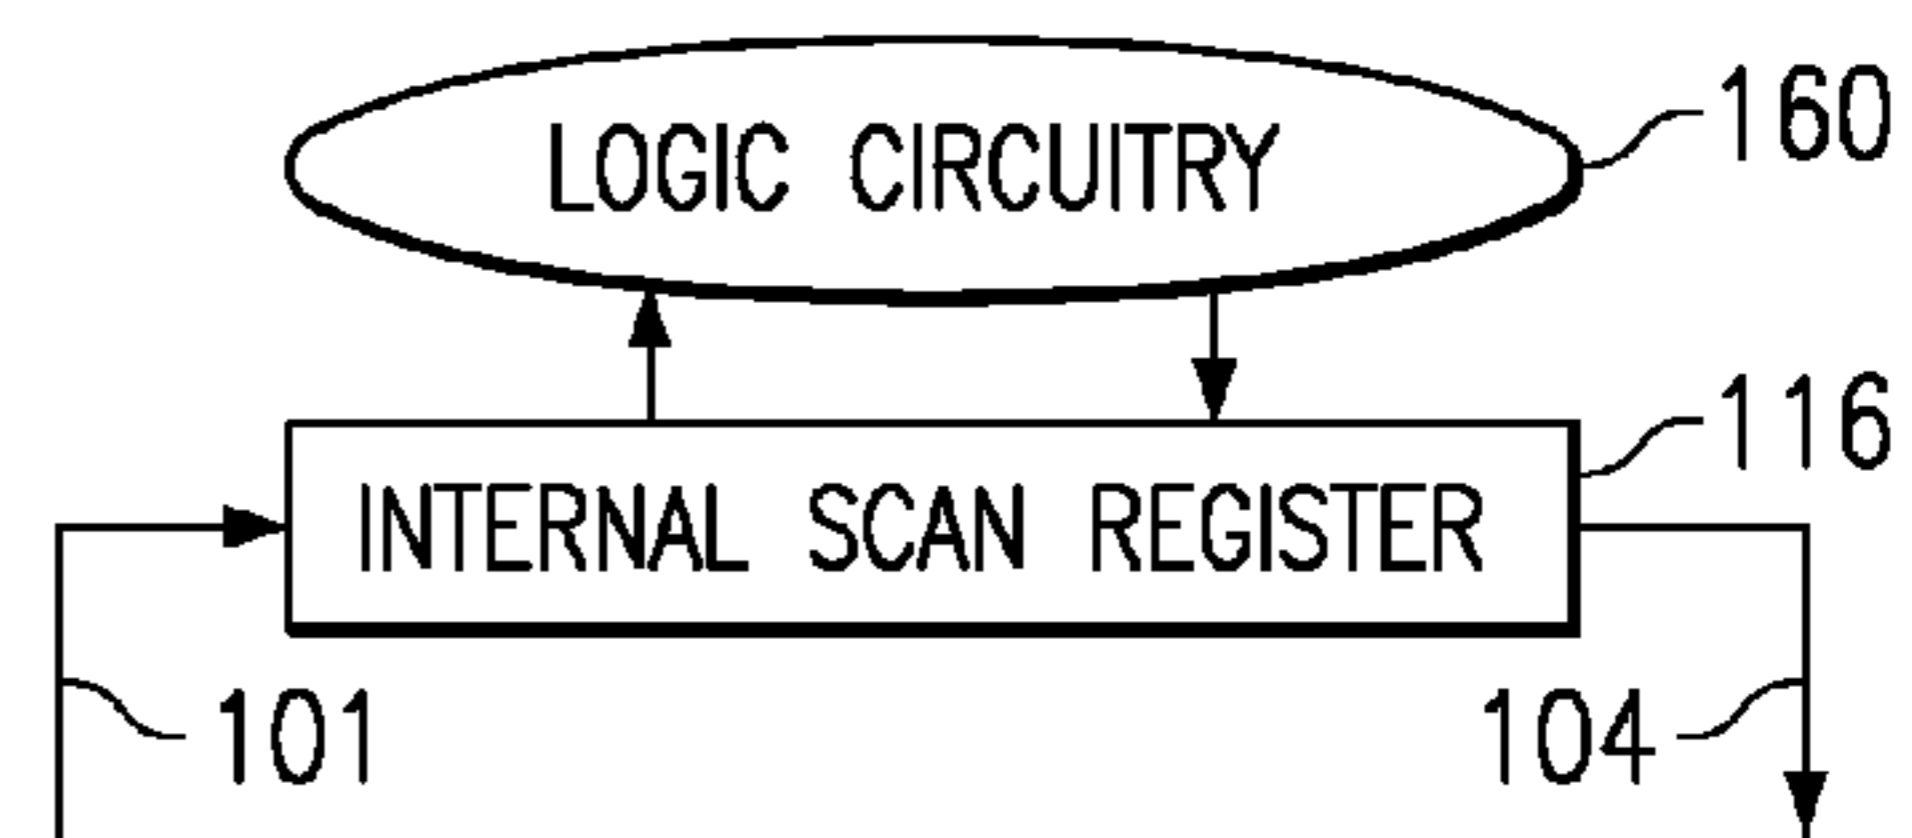 LOGIC CIRCUITRY
160
INTERNAL SCAN REGISTER
116
101
104